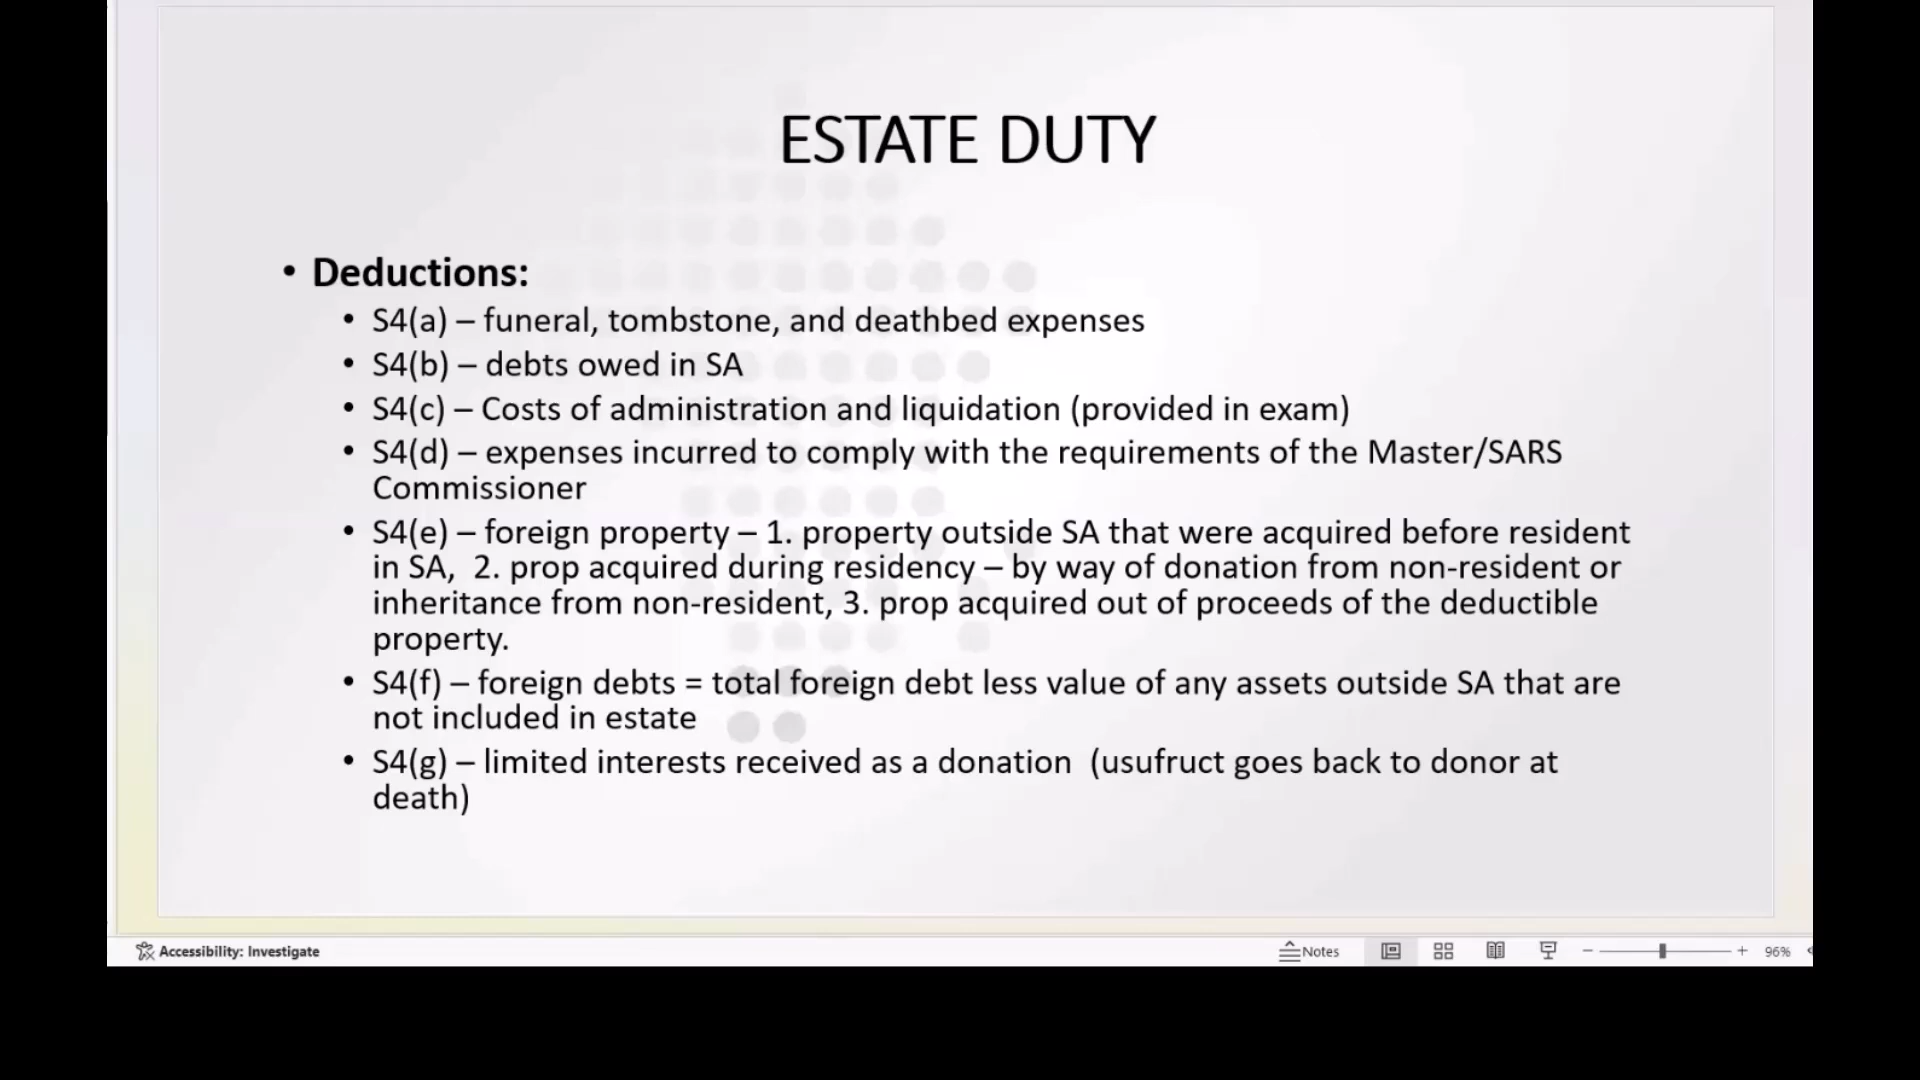 ESTATE DUTY
• Deductions:
• S4(a) – funeral, tombstone, and deathbed expenses
• S4(b) – debts owed in SA
• S4(c) – Costs of administration and liquidation (provided in exam)
• S4(d) – expenses incurred to comply with the requirements of the Master/SARS
Commissioner
• S4(e) – foreign property – 1. property outside SA that were acquired before resident
in SA,  2. prop acquired during residency – by way of donation from non-resident or
inheritance from non-resident, 3. prop acquired out of proceeds of the deductible
property.
• S4(f) – foreign debts = total foreign debt less value of any assets outside SA that are
not included in estate
• S4(g) – limited interests received as a donation  (usufruct goes back to donor at
death)
Accessibility: Investigate
Notes
96%